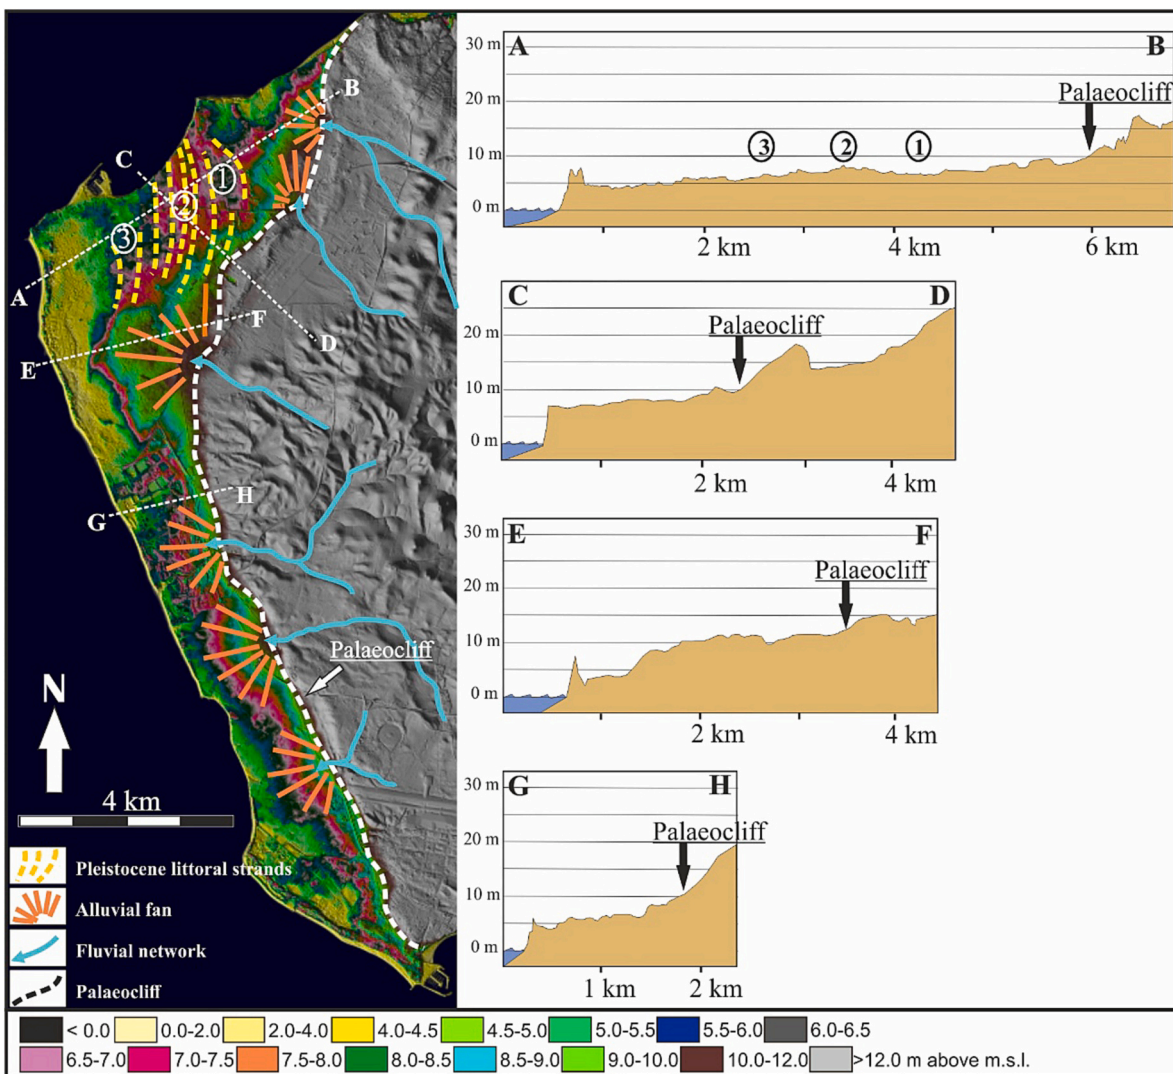 B
C
1
2
3
A
F
E
D
H
G
Palaeocliff
N
4 km
Pleistocene littoral strands
Alluvial fan
Fluvial network
Palaeocliff
A B
30 m
20 m
10 m
0 m
Palaeocliff
3 2 1
2 km 4 km 6 km
C D
20 m
10 m
0 m
Palaeocliff
2 km 4 km
E F
30 m
20 m
10 m
0 m
Palaeocliff
2 km 4 km
G H
30 m
20 m
10 m
0 m
Palaeocliff
1 km 2 km
< 0.0 0.0-2.0 2.0-4.0 4.0-4.5 4.5-5.0 5.0-5.5 5.5-6.0 6.0-6.5
6.5-7.0 7.0-7.5 7.5-8.0 8.0-8.5 8.5-9.0 9.0-10.0 10.0-12.0 >12.0 m above m.s.l.